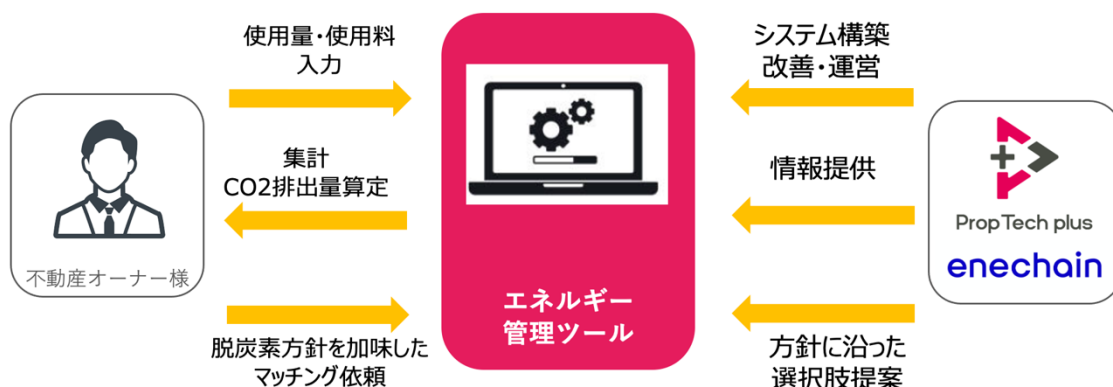 使用量・使用料
入力
集計
CO2排出量算定
脱炭素方針を加味した
マッチング依頼
不動産オーナー様
エネルギー
管理ツール
システム構築
改善・運営
情報提供
方針に沿った
選択肢提案
PropTech plus
enechain